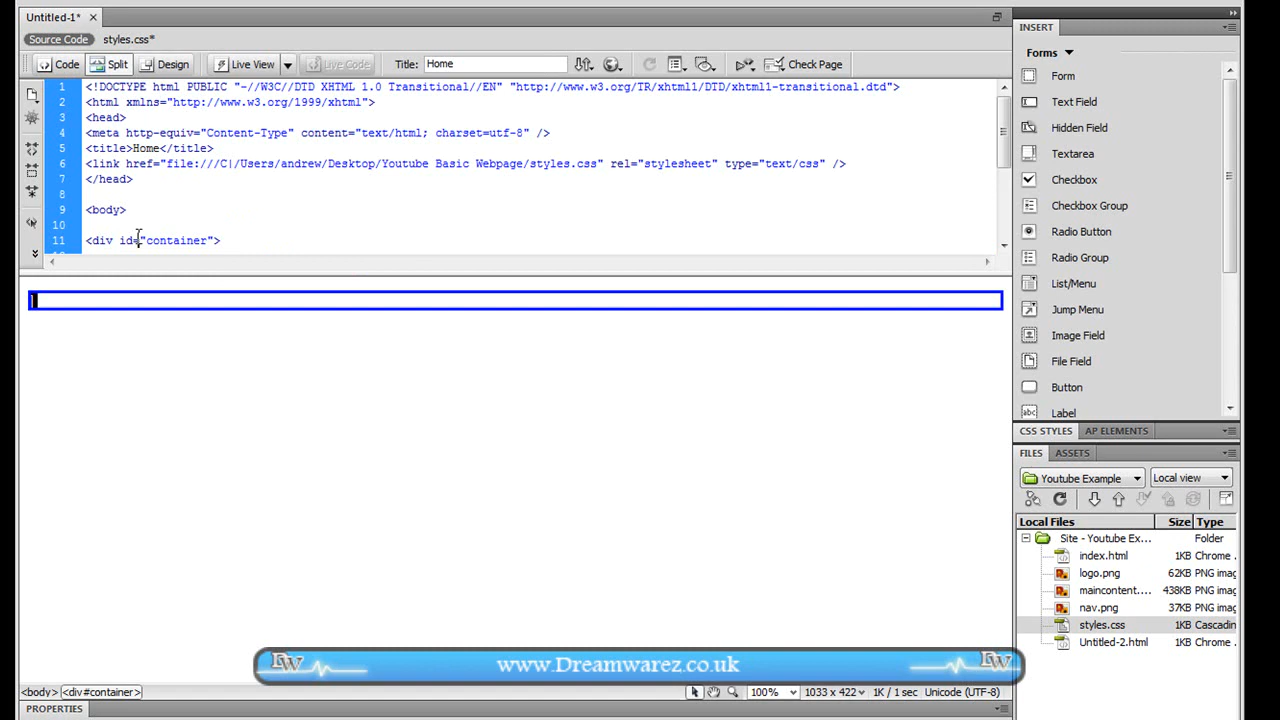 Untitled-1*
INSERT
Source Code styles.css*
Forms
Code Split Design Live View Live Code Title: Home Check Page
1 <!DOCTYPE html PUBLIC "-//W3C//DTD XHTML 1.0 Transitional//EN" "http://www.w3.org/TR/xhtml1/DTD/xhtml1-transitional.dtd">
2 <html xmlns="http://www.w3.org/1999/xhtml">
3 <head>
4 <meta http-equiv="Content-Type" content="text/html; charset=utf-8" />
5 <title>Home</title>
6 <link href="file:///C|/Users/andrew/Desktop/Youtube Basic Webpage/styles.css" rel="stylesheet" type="text/css" />
7 </head>
8
9 <body>
10
11 <div id="container">
Form
Text Field
Hidden Field
Textarea
Checkbox
Checkbox Group
Radio Button
Radio Group
List/Menu
Jump Menu
Image Field
File Field
Button
abc Label
CSS STYLES AP ELEMENTS
FILES ASSETS
Youtube Example Local view
Local Files Size Type
Site - Youtube Ex... Folder
index.html 1KB Chrome .
logo.png 62KB PNG imag
maincontent.... 438KB PNG imag
nav.png 37KB PNG imag
styles.css 1KB Cascadin
Untitled-2.html 1KB Chrome .
DW www.Dreamwarez.co.uk DW
<body> <div#container> 100% 1033 x 422 1K / 1 sec Unicode (UTF-8)
PROPERTIES